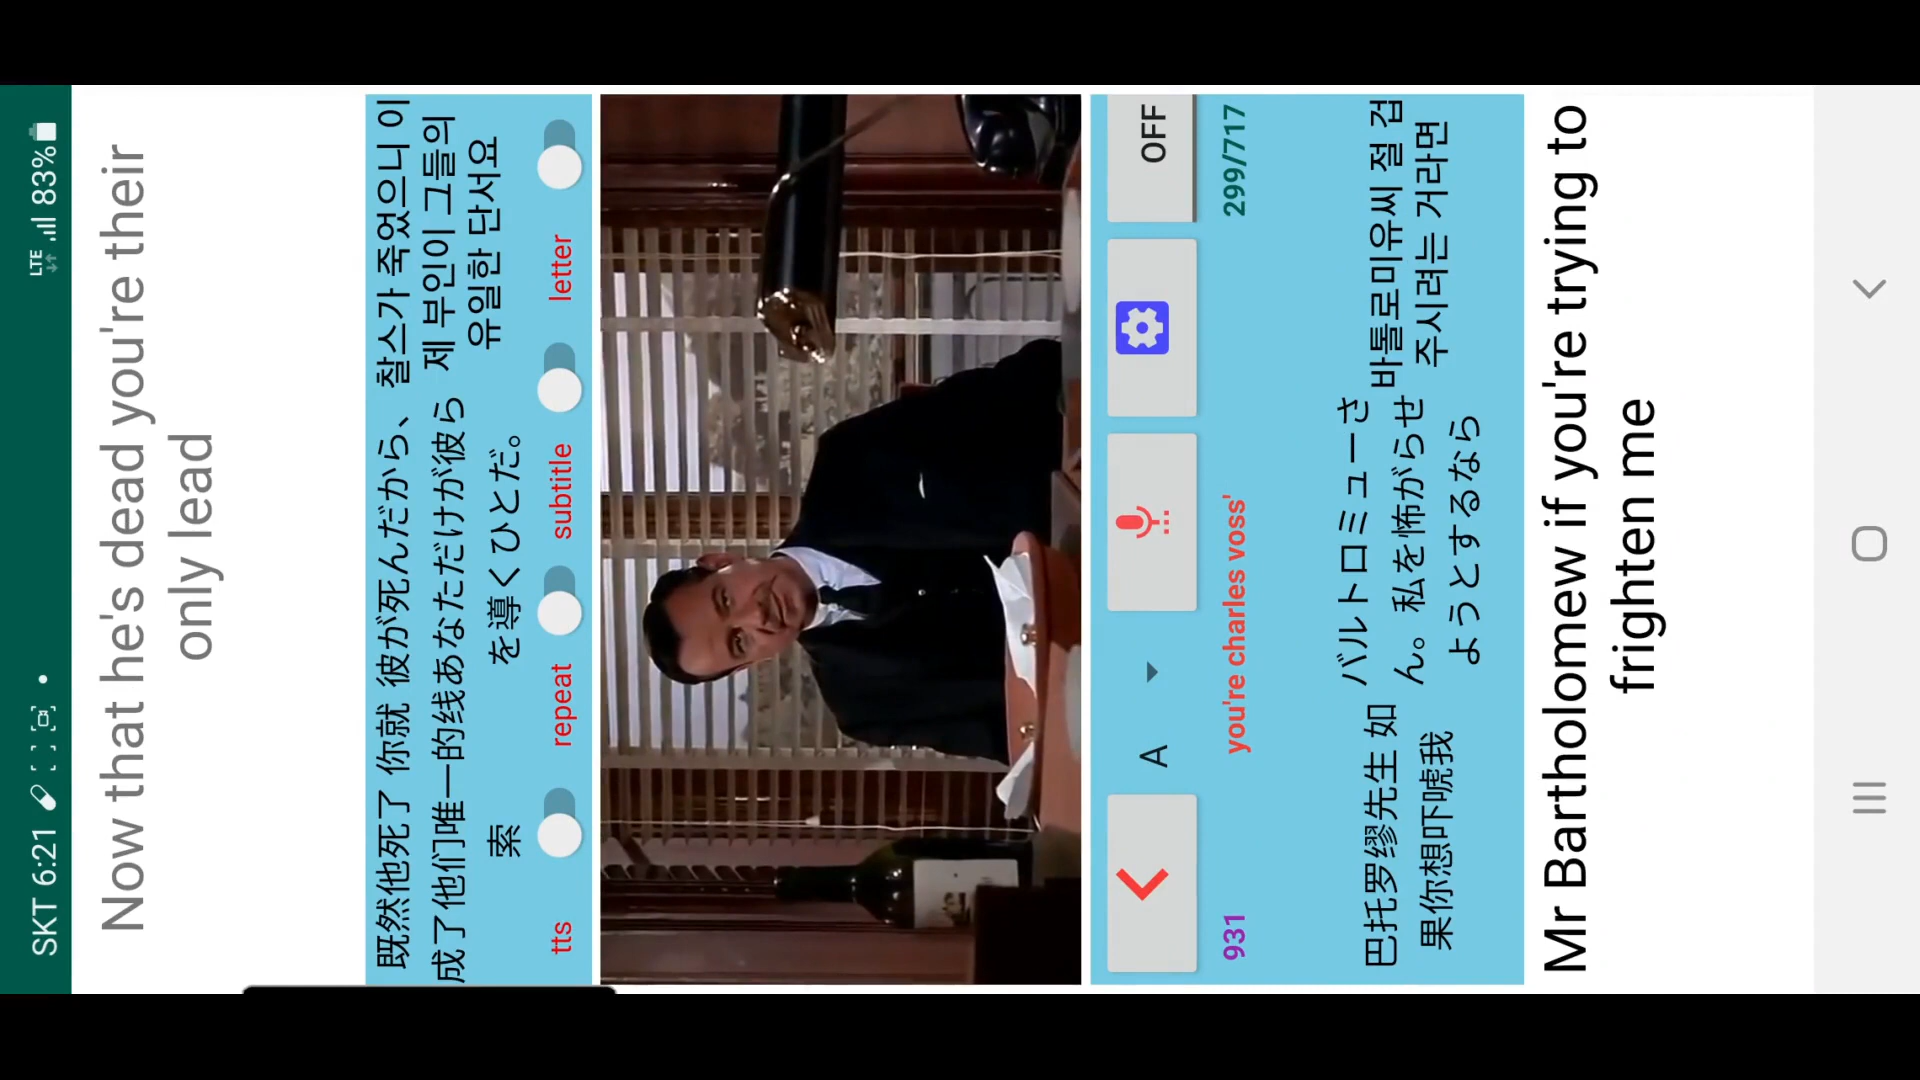 SKT 6:21
LTE
83%
Now that he's dead you're their
only lead
既然他死了 你就
成了他们唯一的线
索
彼が死んだから、
あなただけが彼ら
を導くひとだ。
찰스가 죽었으니 이
제 부인이 그들의
유일한 단서요
tts
repeat
subtitle
letter
A
OFF
931
you're charles voss'
299/717
巴托罗缪先生 如
果你想吓唬我
バルトロミューさ
ん。私を怖がらせ
ようとするなら
바톨로미유씨 절 겁
주시려는 거라면
Mr Bartholomew if you're trying to
frighten me